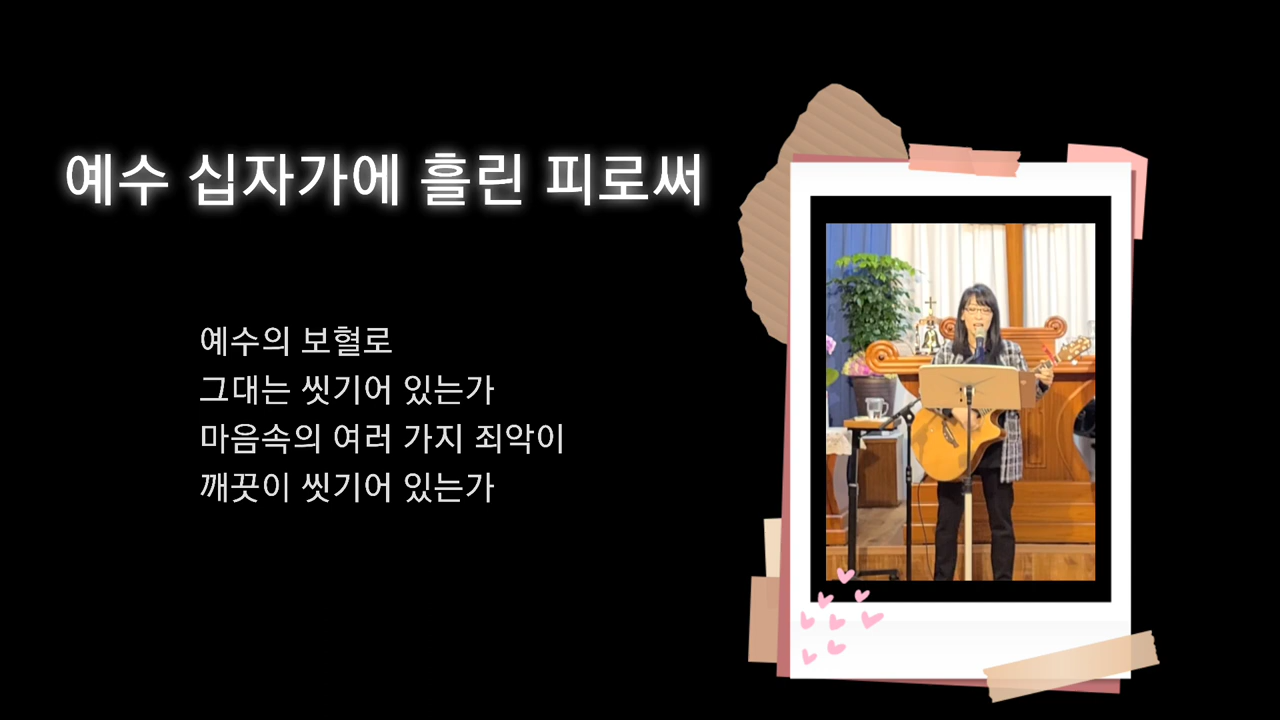 예수 십자가에 흘린 피로써
예수의 보혈로
그대는 씻기어 있는가
마음속의 여러 가지 죄악이
깨끗이 씻기어 있는가